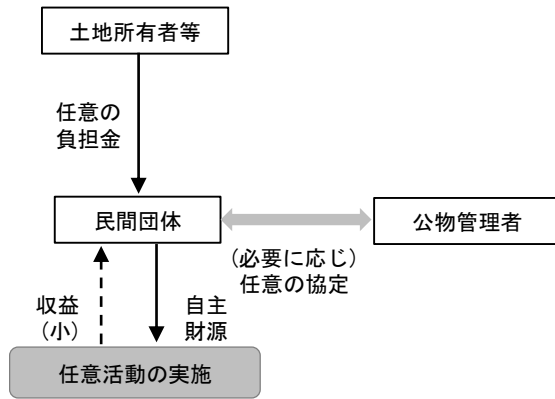 土地所有者等
任意の
負担金
民間団体
公物管理者
(必要に応じ)
任意の協定
収益
(小)
自主
財源
任意活動の実施